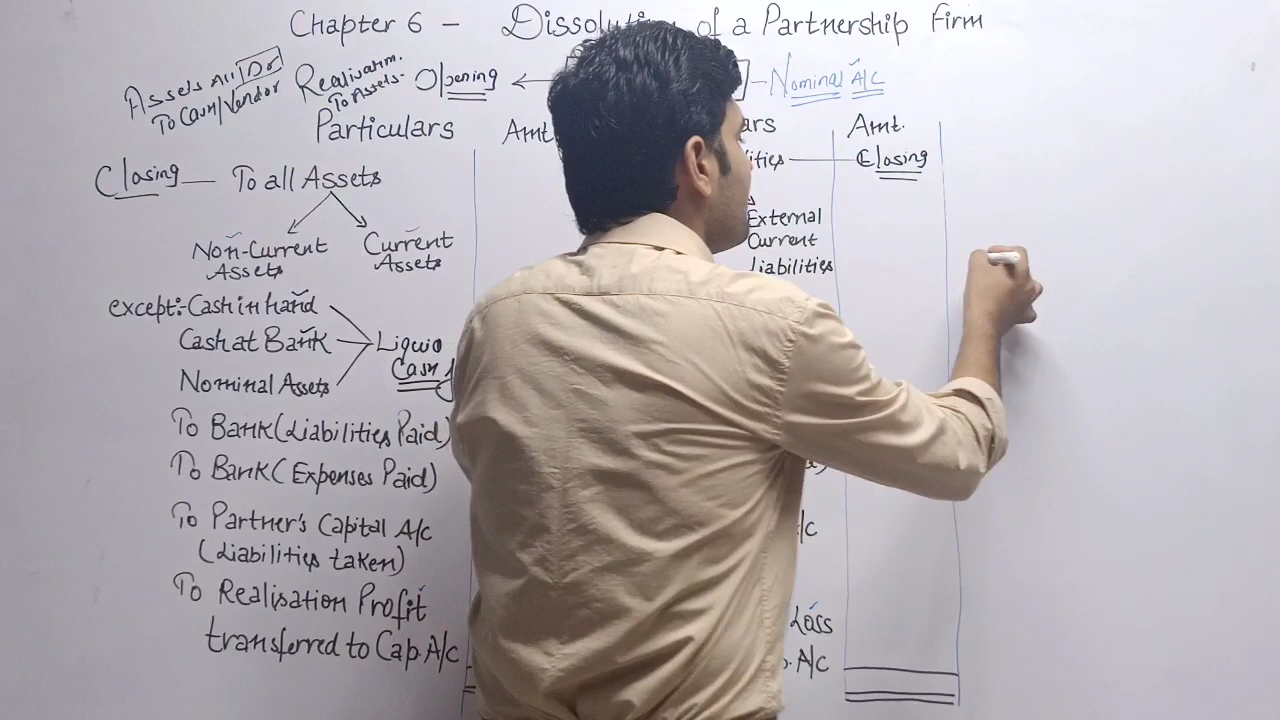 Chapter 6 - Dissolution of a Partnership Firm
Assets A/c Dr
To Cash/Vendor
Realisation.
To Assets-
Opening
Nominal A/C
Particulars Amt. Amt.
Closing — To all Assets
Closing
Non-Current
Assets
Current
Assets
External
Current
Liabilities
except:- Cash in hand
Cash at Bank
Nominal Assets
Liquid
Cash
To Bank (Liabilities Paid)
To Bank (Expenses Paid)
To Partner's Capital A/c
(Liabilities taken)
To Realisation Profit
transferred to Cap. A/c
Loss
A/C